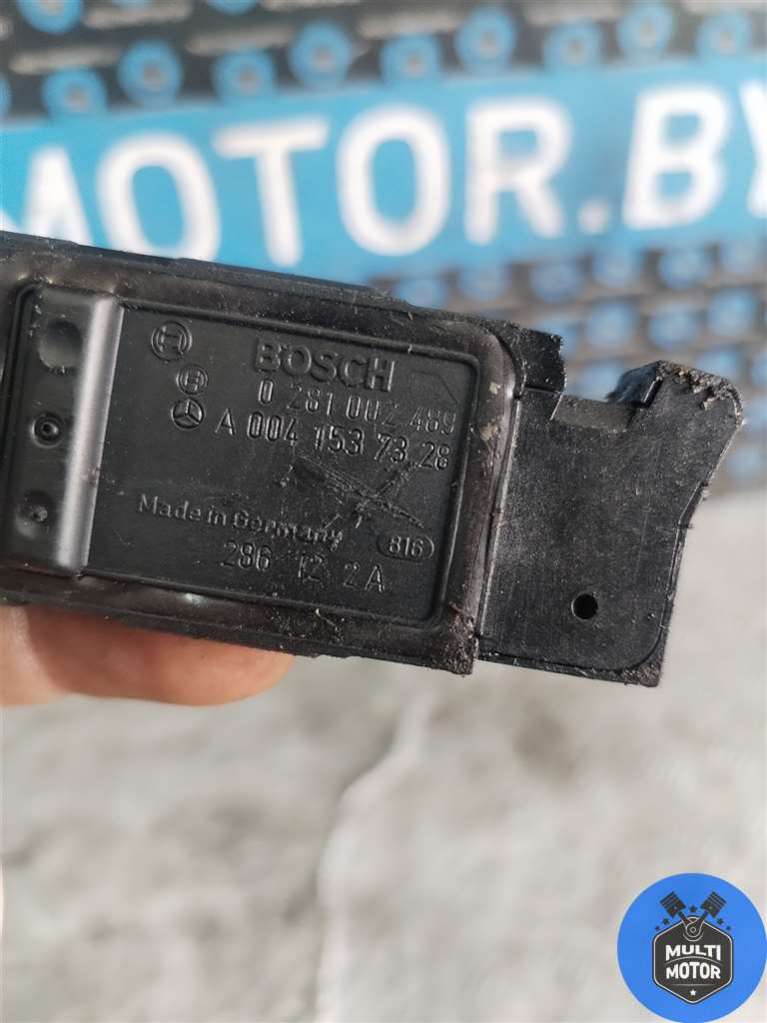 MOTOR.BY
BOSCH
0 281 002 489
A 004 153 73 28
Made in Germany
816
286 12 2A
MULTI
MOTOR